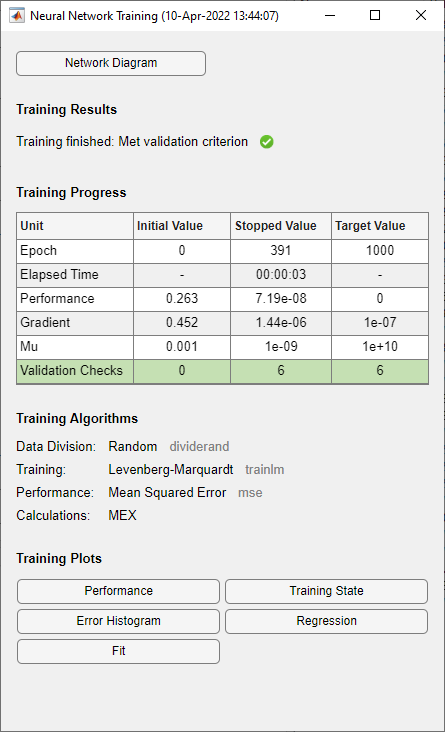 Neural Network Training (10-Apr-2022 13:44:07)
Network Diagram
Training Results
Training finished: Met validation criterion
Training Progress
Unit Initial Value Stopped Value Target Value
Epoch 0 391 1000
Elapsed Time - 00:00:03 -
Performance 0.263 7.19e-08 0
Gradient 0.452 1.44e-06 1e-07
Mu 0.001 1e-09 1e+10
Validation Checks 0 6 6
Training Algorithms
Data Division: Random dividerand
Training: Levenberg-Marquardt trainlm
Performance: Mean Squared Error mse
Calculations: MEX
Training Plots
Performance Training State
Error Histogram Regression
Fit